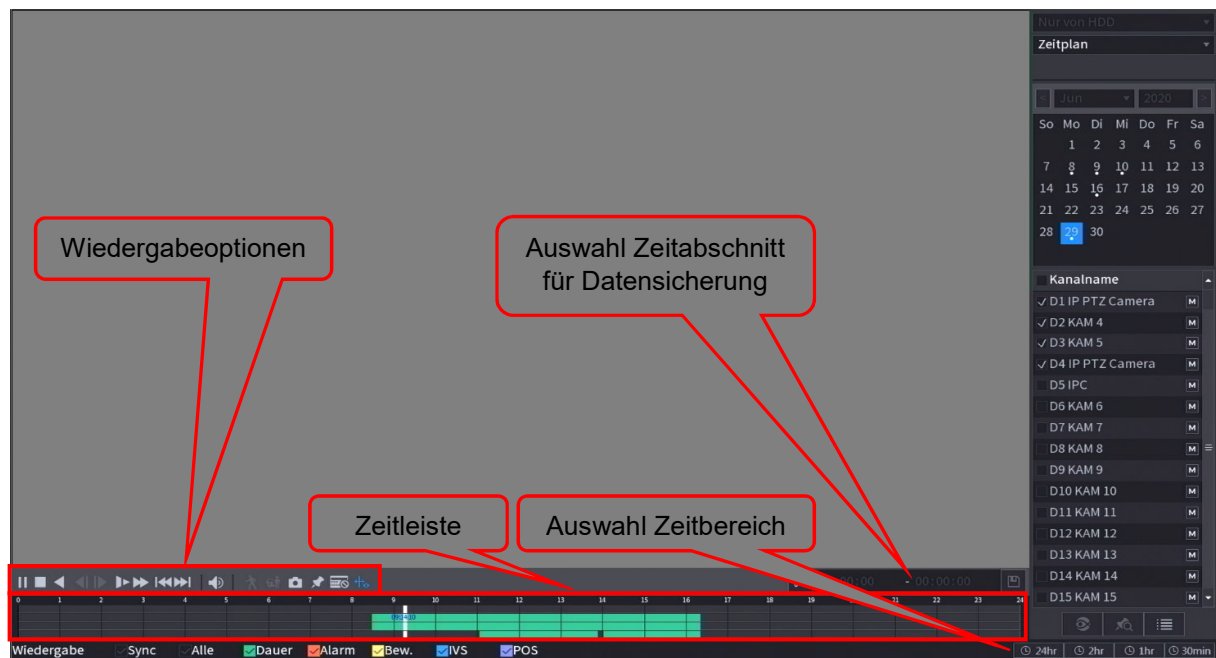 Nur von HDD
Zeitplan
Jun 2020
So Mo Di Mi Do Fr Sa
1 2 3 4 5 6
7 8 9 10 11 12 13
14 15 16 17 18 19 20
21 22 23 24 25 26 27
28 29 30
Wiedergabeoptionen
Auswahl Zeitabschnitt
für Datensicherung
Kanalname
D1 IP PTZ Camera M
D2 KAM 4 M
D3 KAM 5 M
D4 IP PTZ Camera M
D5 IPC M
D6 KAM 6 M
D7 KAM 7 M
D8 KAM 8 M
D9 KAM 9 M
D10 KAM 10 M
D11 KAM 11 M
D12 KAM 12 M
D13 KAM 13 M
D14 KAM 14 M
D15 KAM 15 M
Zeitleiste
Auswahl Zeitbereich
- 00:00:00
0 1 2 3 4 5 6 7 8 9 10 11 12 13 14 15 16 17 18 19 20 21 22 23 24
Wiedergabe Sync Alle Dauer Alarm Bew. IVS POS
24hr 2hr 1hr 30min